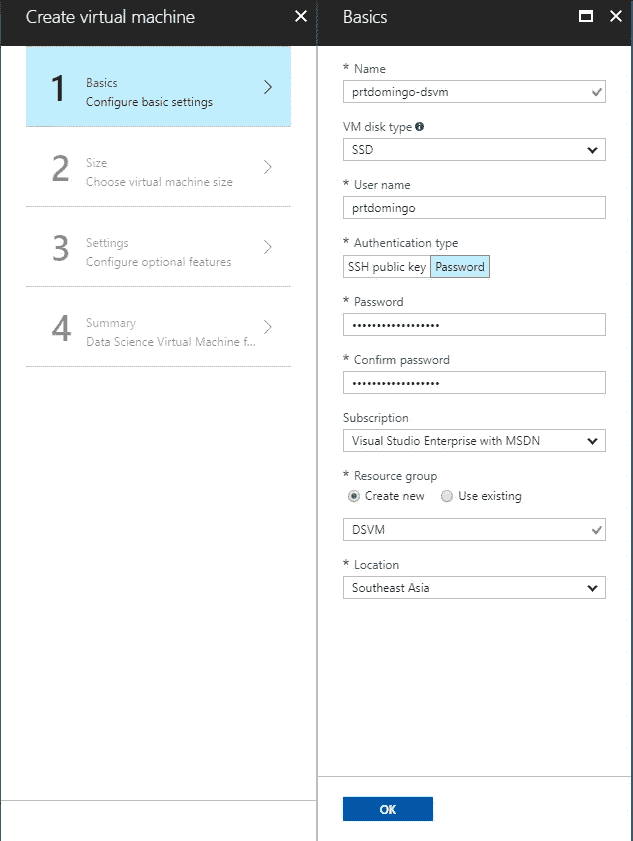 Create virtual machine
1
Basics
Configure basic settings
2
Size
Choose virtual machine size
3
Settings
Configure optional features
4
Summary
Data Science Virtual Machine f...
Basics
* Name
prtdomingo-dsvm
VM disk type
SSD
* User name
prtdomingo
* Authentication type
SSH public key Password
* Password
••••••••••••••••••
* Confirm password
••••••••••••••••••
Subscription
Visual Studio Enterprise with MSDN
* Resource group
Create new Use existing
DSVM
* Location
Southeast Asia
OK